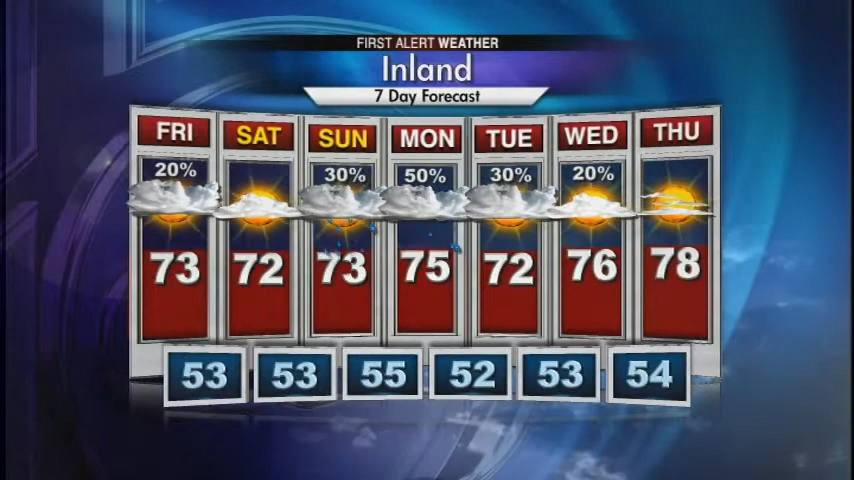 FIRST ALERT WEATHER
Inland
7 Day Forecast
FRI SAT SUN MON TUE WED THU
20% 30% 50% 30% 20%
73 72 73 75 72 76 78
53 53 55 52 53 54